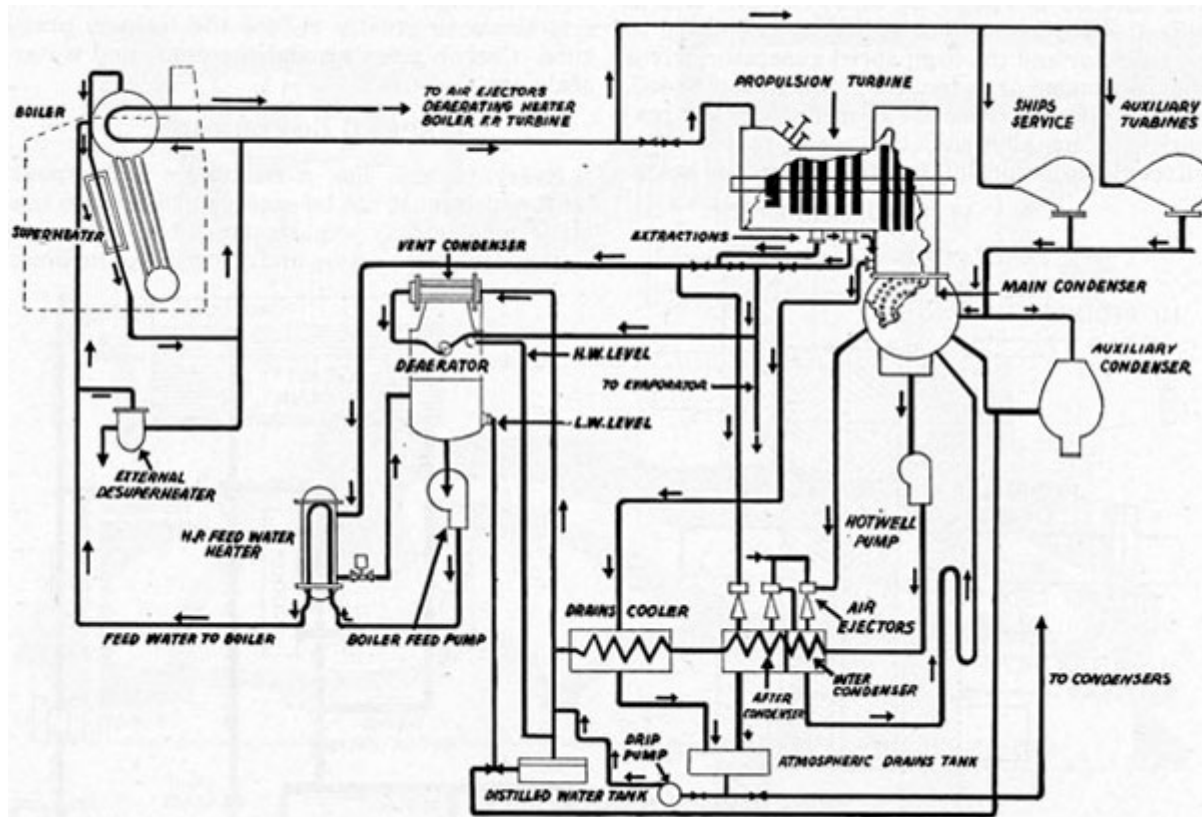 PROPULSION TURBINE
TO AIR EJECTORS
DEAERATING HEATER
BOILER F.P. TURBINE
BOILER
SHIPS
SERVICE
AUXILIARY
TURBINES
SUPERHEATER
VENT CONDENSER
EXTRACTIONS
MAIN CONDENSER
DEAERATOR
H.W. LEVEL
TO EVAPORATOR
AUXILIARY
CONDENSER
L.W. LEVEL
EXTERNAL
DESUPERHEATER
H.P. FEED WATER
HEATER
HOTWELL
PUMP
DRAINS COOLER
AIR
EJECTORS
FEED WATER TO BOILER
BOILER FEED PUMP
INTER
CONDENSER
AFTER
CONDENSER
TO CONDENSERS
DRIP
PUMP
ATMOSPHERIC DRAINS TANK
DISTILLED WATER TANK